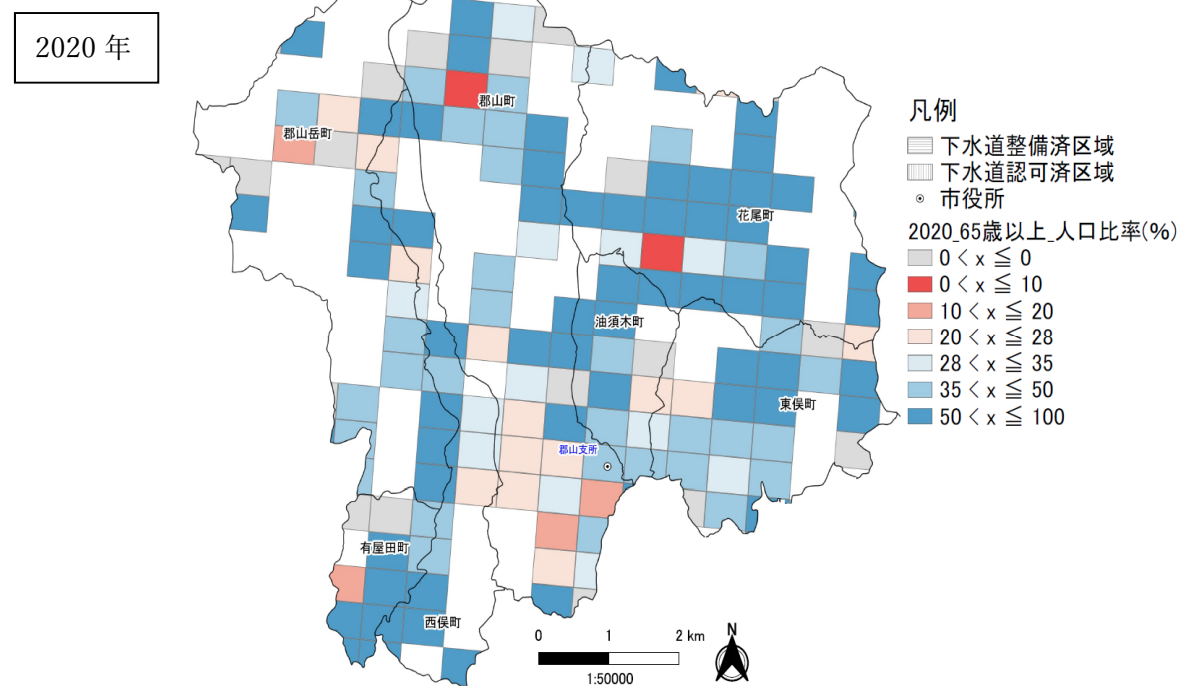 2020 年
郡山町
郡山岳町
花尾町
油須木町
東俣町
郡山支所
有屋田町
西俣町
凡例
下水道整備済区域
下水道認可済区域
市役所
2020_65歳以上_人口比率(%)
0 < x ≦ 0
0 < x ≦ 10
10 < x ≦ 20
20 < x ≦ 28
28 < x ≦ 35
35 < x ≦ 50
50 < x ≦ 100
0 1 2 km
1:50000
N